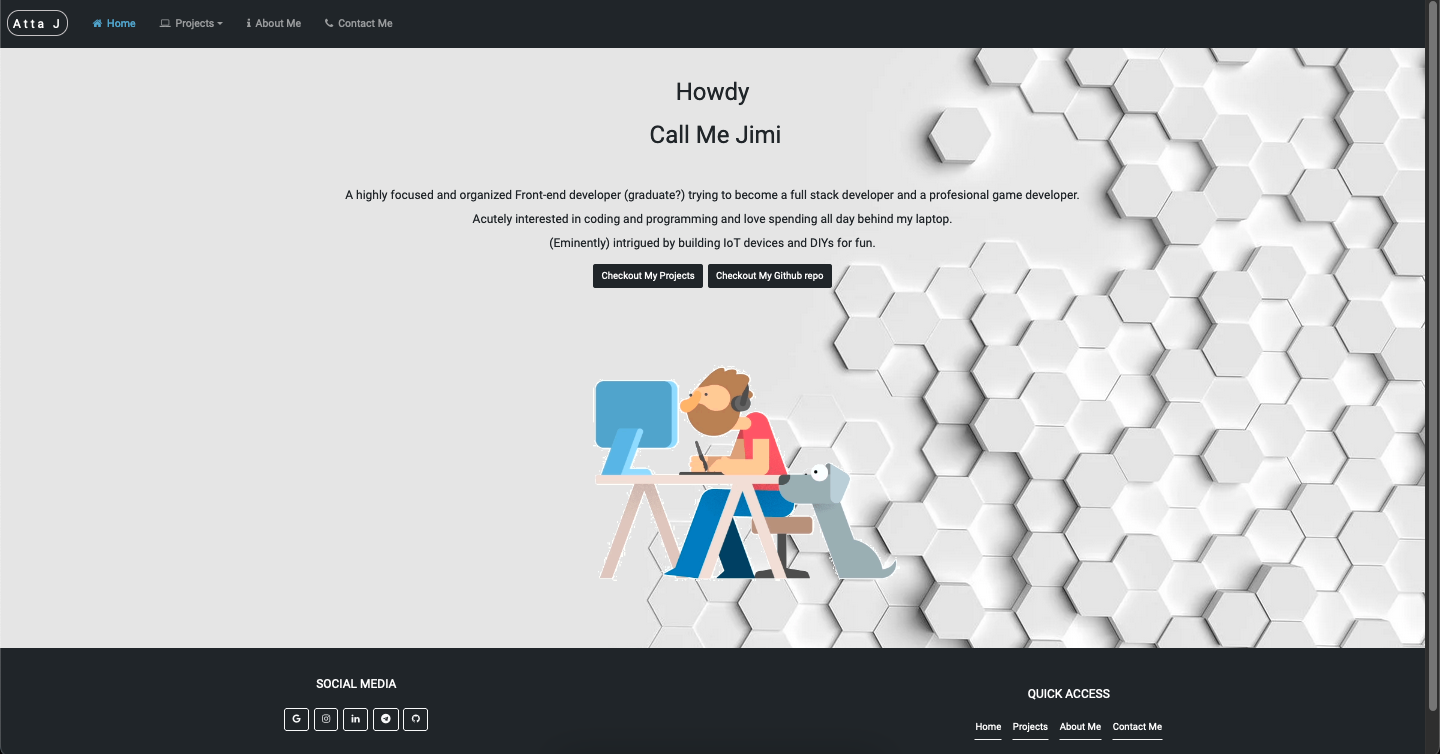 Atta J
Home
Projects
About Me
Contact Me
Howdy
Call Me Jimi
A highly focused and organized Front-end developer (graduate?) trying to become a full stack developer and a profesional game developer.
Acutely interested in coding and programming and love spending all day behind my laptop.
(Eminently) intrigued by building IoT devices and DIYs for fun.
Checkout My Projects
Checkout My Github repo
SOCIAL MEDIA
QUICK ACCESS
Home
Projects
About Me
Contact Me